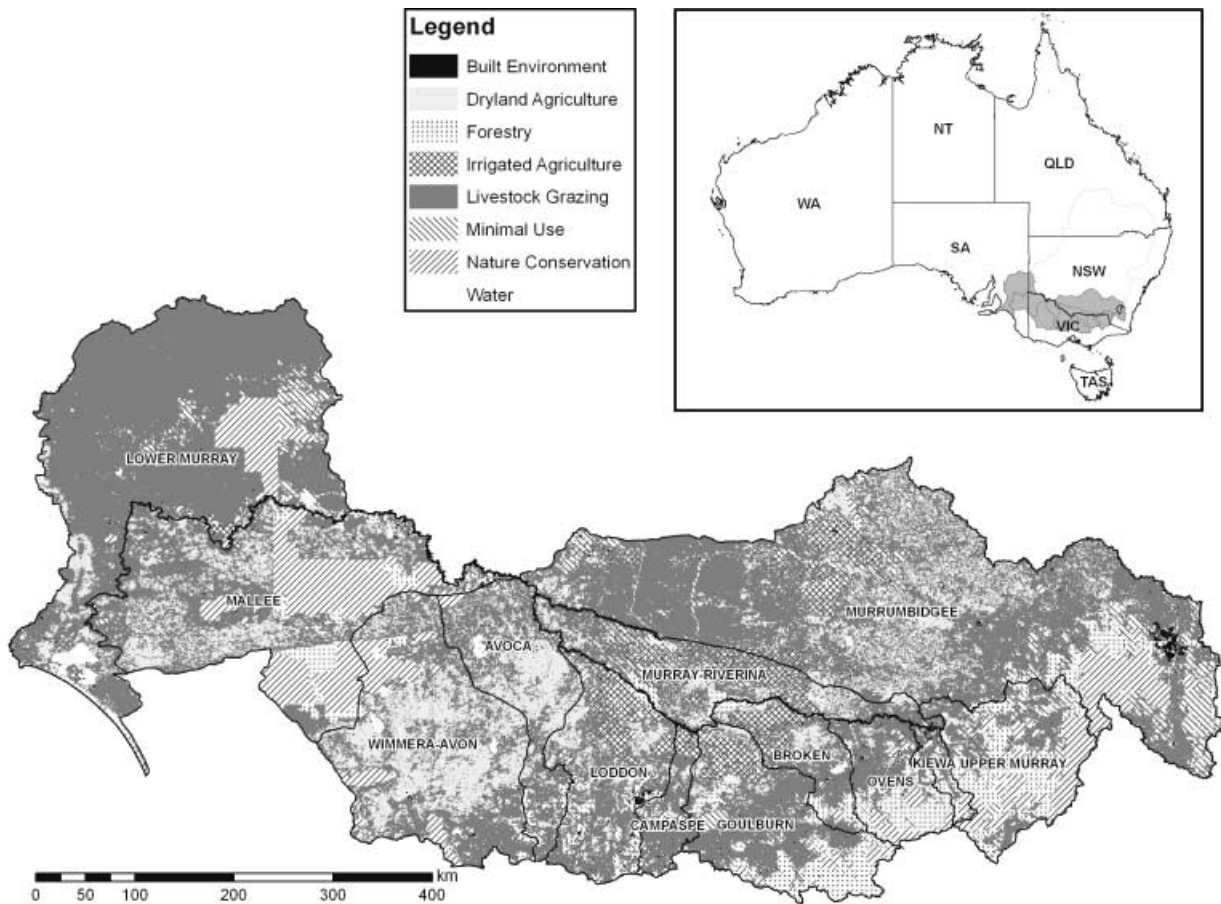 Legend
Built Environment
Dryland Agriculture
Forestry
Irrigated Agriculture
Livestock Grazing
Minimal Use
Nature Conservation
Water
NT
QLD
WA
SA
NSW
VIC
TAS
LOWER MURRAY
MALLEE
MURRUMBIDGEE
AVOCA
MURRAY-RIVERINA
WIMMERA-AVON
BROKEN
LODDON
OVENS
KIEWA UPPER MURRAY
CAMPASPE
GOULBURN
km
0 50 100 200 300 400